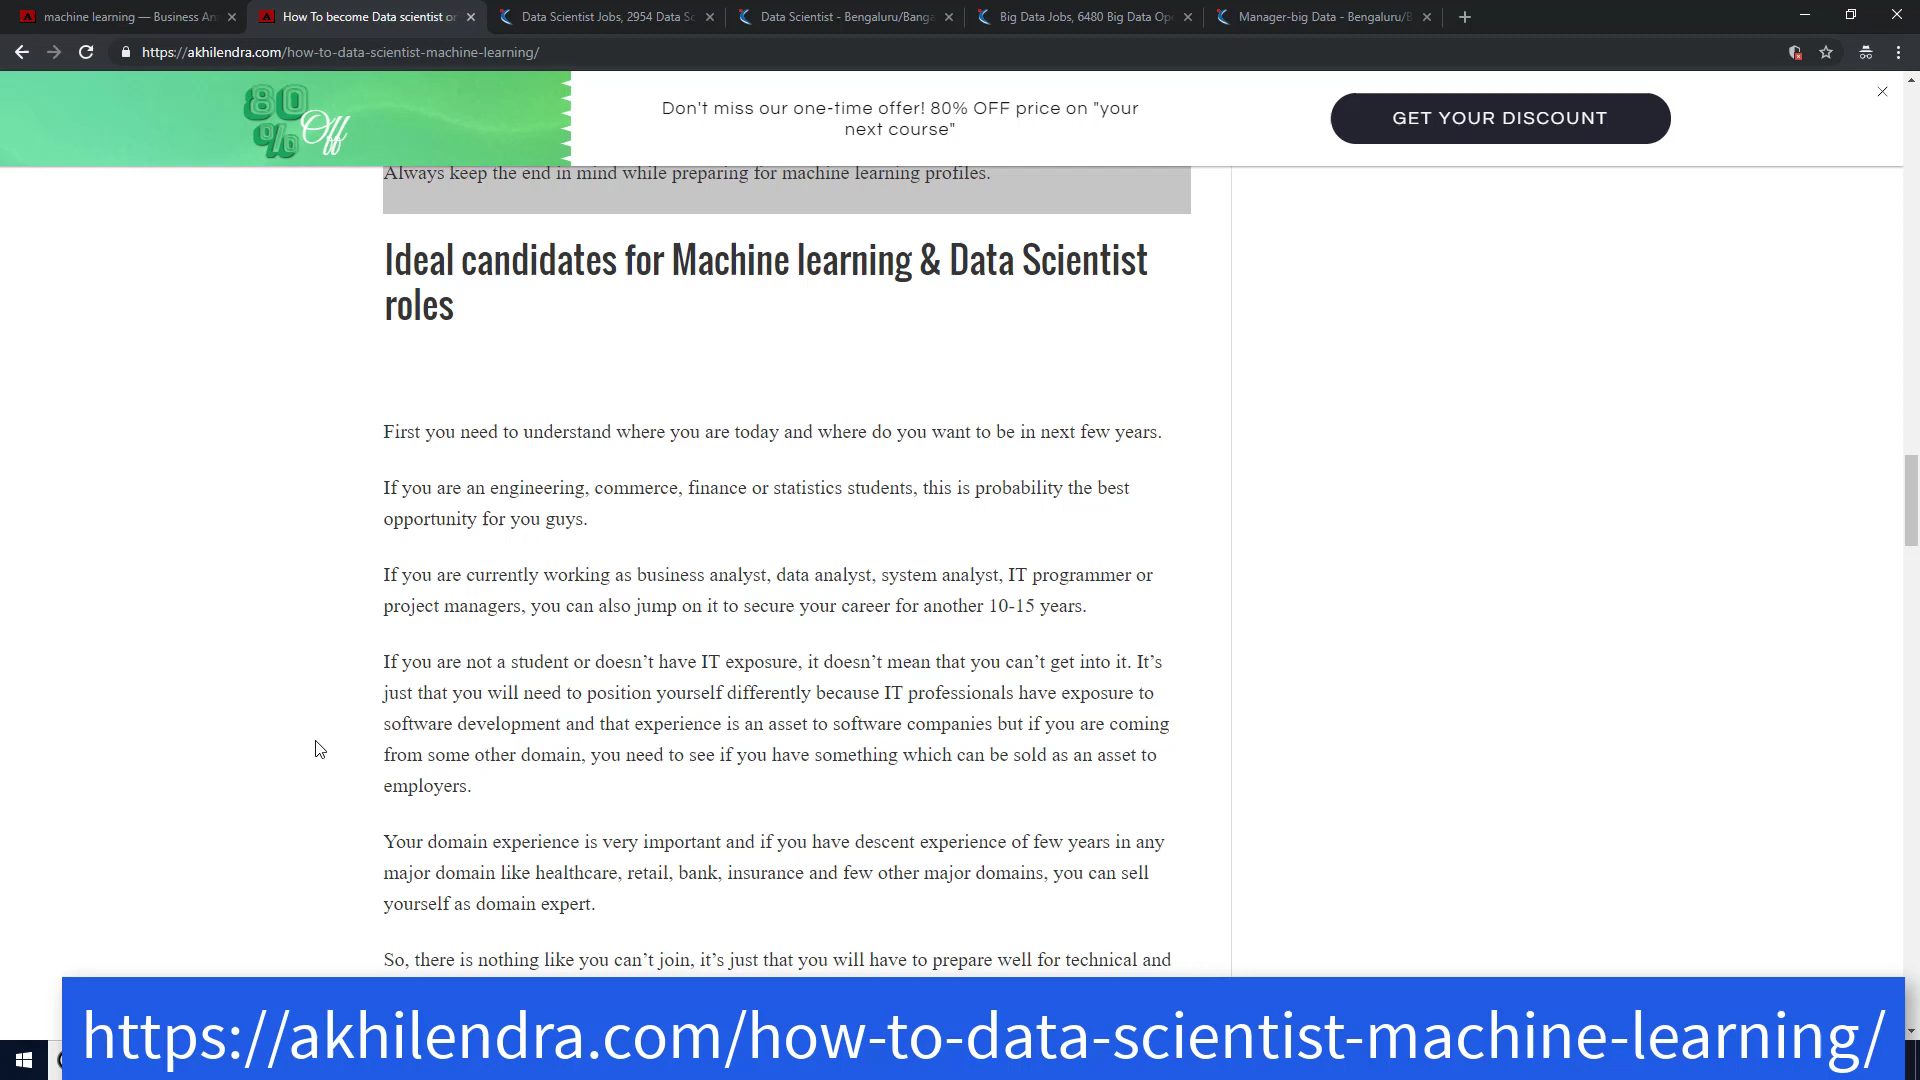 machine learning — Business An
How To become Data scientist or
Data Scientist Jobs, 2954 Data Sc
Data Scientist - Bengaluru/Banga
Big Data Jobs, 6480 Big Data Ope
Manager-big Data - Bengaluru/B
https://akhilendra.com/how-to-data-scientist-machine-learning/
80
% Off
Don't miss our one-time offer! 80% OFF price on "your
next course"
GET YOUR DISCOUNT
Always keep the end in mind while preparing for machine learning profiles.
Ideal candidates for Machine learning & Data Scientist
roles
First you need to understand where you are today and where do you want to be in next few years.
If you are an engineering, commerce, finance or statistics students, this is probability the best
opportunity for you guys.
If you are currently working as business analyst, data analyst, system analyst, IT programmer or
project managers, you can also jump on it to secure your career for another 10-15 years.
If you are not a student or doesn’t have IT exposure, it doesn’t mean that you can’t get into it. It’s
just that you will need to position yourself differently because IT professionals have exposure to
software development and that experience is an asset to software companies but if you are coming
from some other domain, you need to see if you have something which can be sold as an asset to
employers.
Your domain experience is very important and if you have descent experience of few years in any
major domain like healthcare, retail, bank, insurance and few other major domains, you can sell
yourself as domain expert.
So, there is nothing like you can’t join, it’s just that you will have to prepare well for technical and
https://akhilendra.com/how-to-data-scientist-machine-learning/